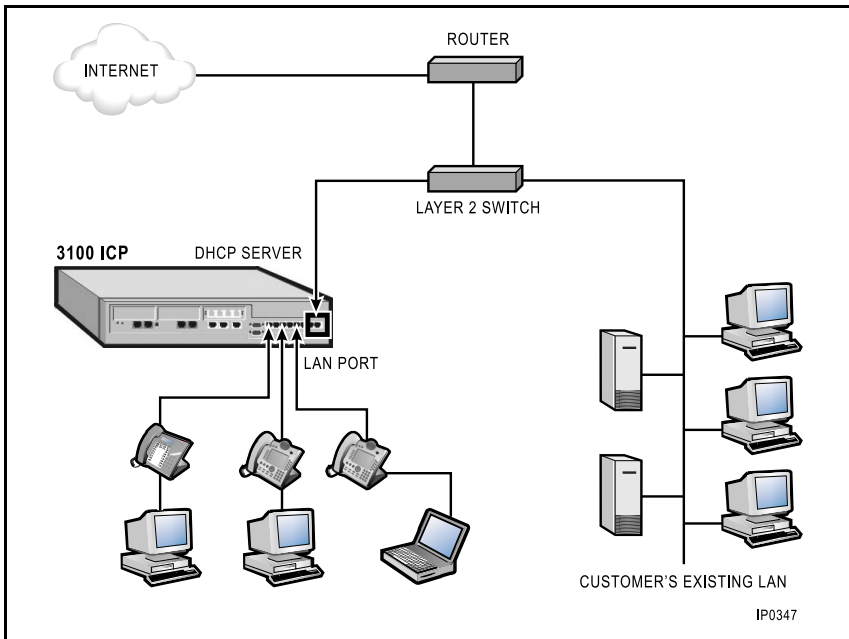 ROUTER
INTERNET
LAYER 2 SWITCH
3100 ICP
DHCP SERVER
LAN PORT
CUSTOMER'S EXISTING LAN
IP0347